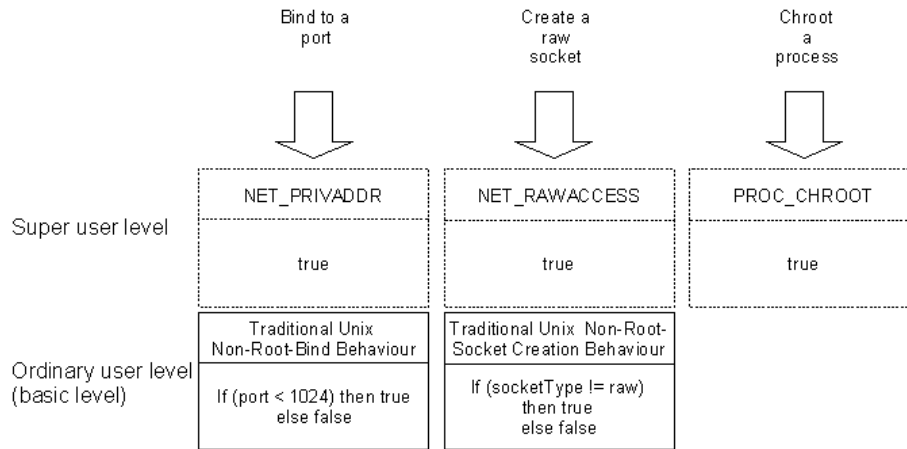 Bind to a
port
Create a
raw
socket
Chroot
a
process
NET_PRIVADDR
NET_RAWACCESS
PROC_CHROOT
Super user level
true
true
true
Traditional Unix
Non-Root-Bind Behaviour
Traditional Unix Non-Root-
Socket Creation Behaviour
Ordinary user level
(basic level)
If (port < 1024) then true
else false
If (socketType != raw)
then true
else false